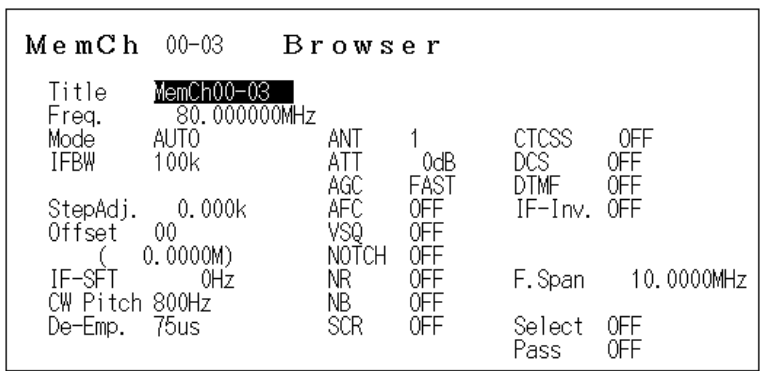 MemCh 00-03 Browser
Title MemCh00-03
Freq. 80.000000MHz
Mode AUTO ANT 1 CTCSS OFF
IFBW 100k ATT 0dB DCS OFF
AGC FAST DTMF OFF
StepAdj. 0.000k AFC OFF IF-Inv. OFF
Offset 00 VSQ OFF
( 0.0000M) NOTCH OFF
IF-SFT 0Hz NR OFF F.Span 10.0000MHz
CW Pitch 800Hz NB OFF
De-Emp. 75us SCR OFF Select OFF
Pass OFF